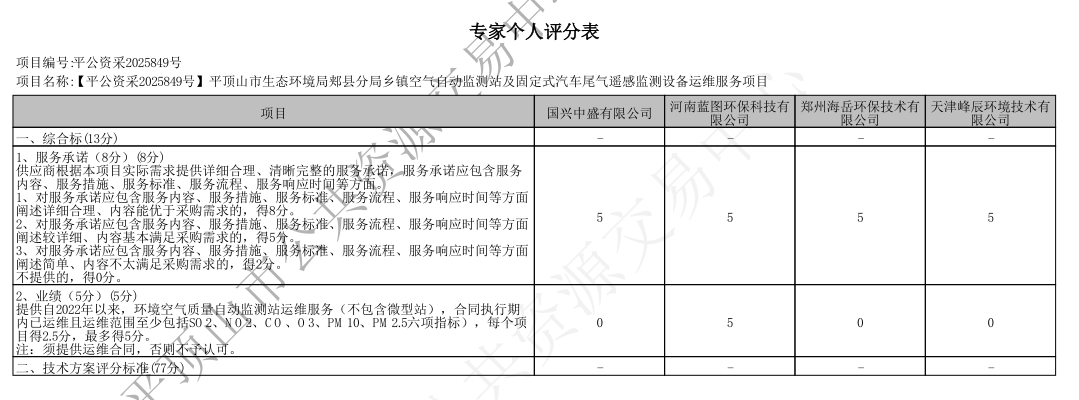 专家个人评分表
项目编号:平公资采2025849号
项目名称:【平公资采2025849号】平顶山市生态环境局郏县分局乡镇空气自动监测站及固定式汽车尾气遥感监测设备运维服务项目
项目 国兴中盛有限公司 河南蓝图环保科技有限公司 郑州海岳环保技术有限公司 天津峰辰环境技术有限公司
一、综合标(13分) - - - -
1、服务承诺（8分）(8分)
供应商根据本项目实际需求提供详细合理、清晰完整的服务承诺，服务承诺应包含服务
内容、服务措施、服务标准、服务流程、服务响应时间等方面。
1、对服务承诺应包含服务内容、服务措施、服务标准、服务流程、服务响应时间等方面
阐述详细合理、内容能优于采购需求的，得8分。
2、对服务承诺应包含服务内容、服务措施、服务标准、服务流程、服务响应时间等方面
阐述较详细、内容基本满足采购需求的，得5分。
3、对服务承诺应包含服务内容、服务措施、服务标准、服务流程、服务响应时间等方面
阐述简单、内容不太满足采购需求的，得2分。
不提供的，得0分。
5 5 5 5
2、业绩（5分）(5分)
提供自2022年以来，环境空气质量自动监测站运维服务（不包含微型站），合同执行期
内已运维且运维范围至少包括SO2、NO2、CO、O3、PM10、PM2.5六项指标），每个项
目得2.5分，最多得5分。
注：须提供运维合同，否则不予认可。
0 5 0 0
二、技术方案评分标准(77分) - - - -
平顶山市公共资源交易中
共资源交易中心